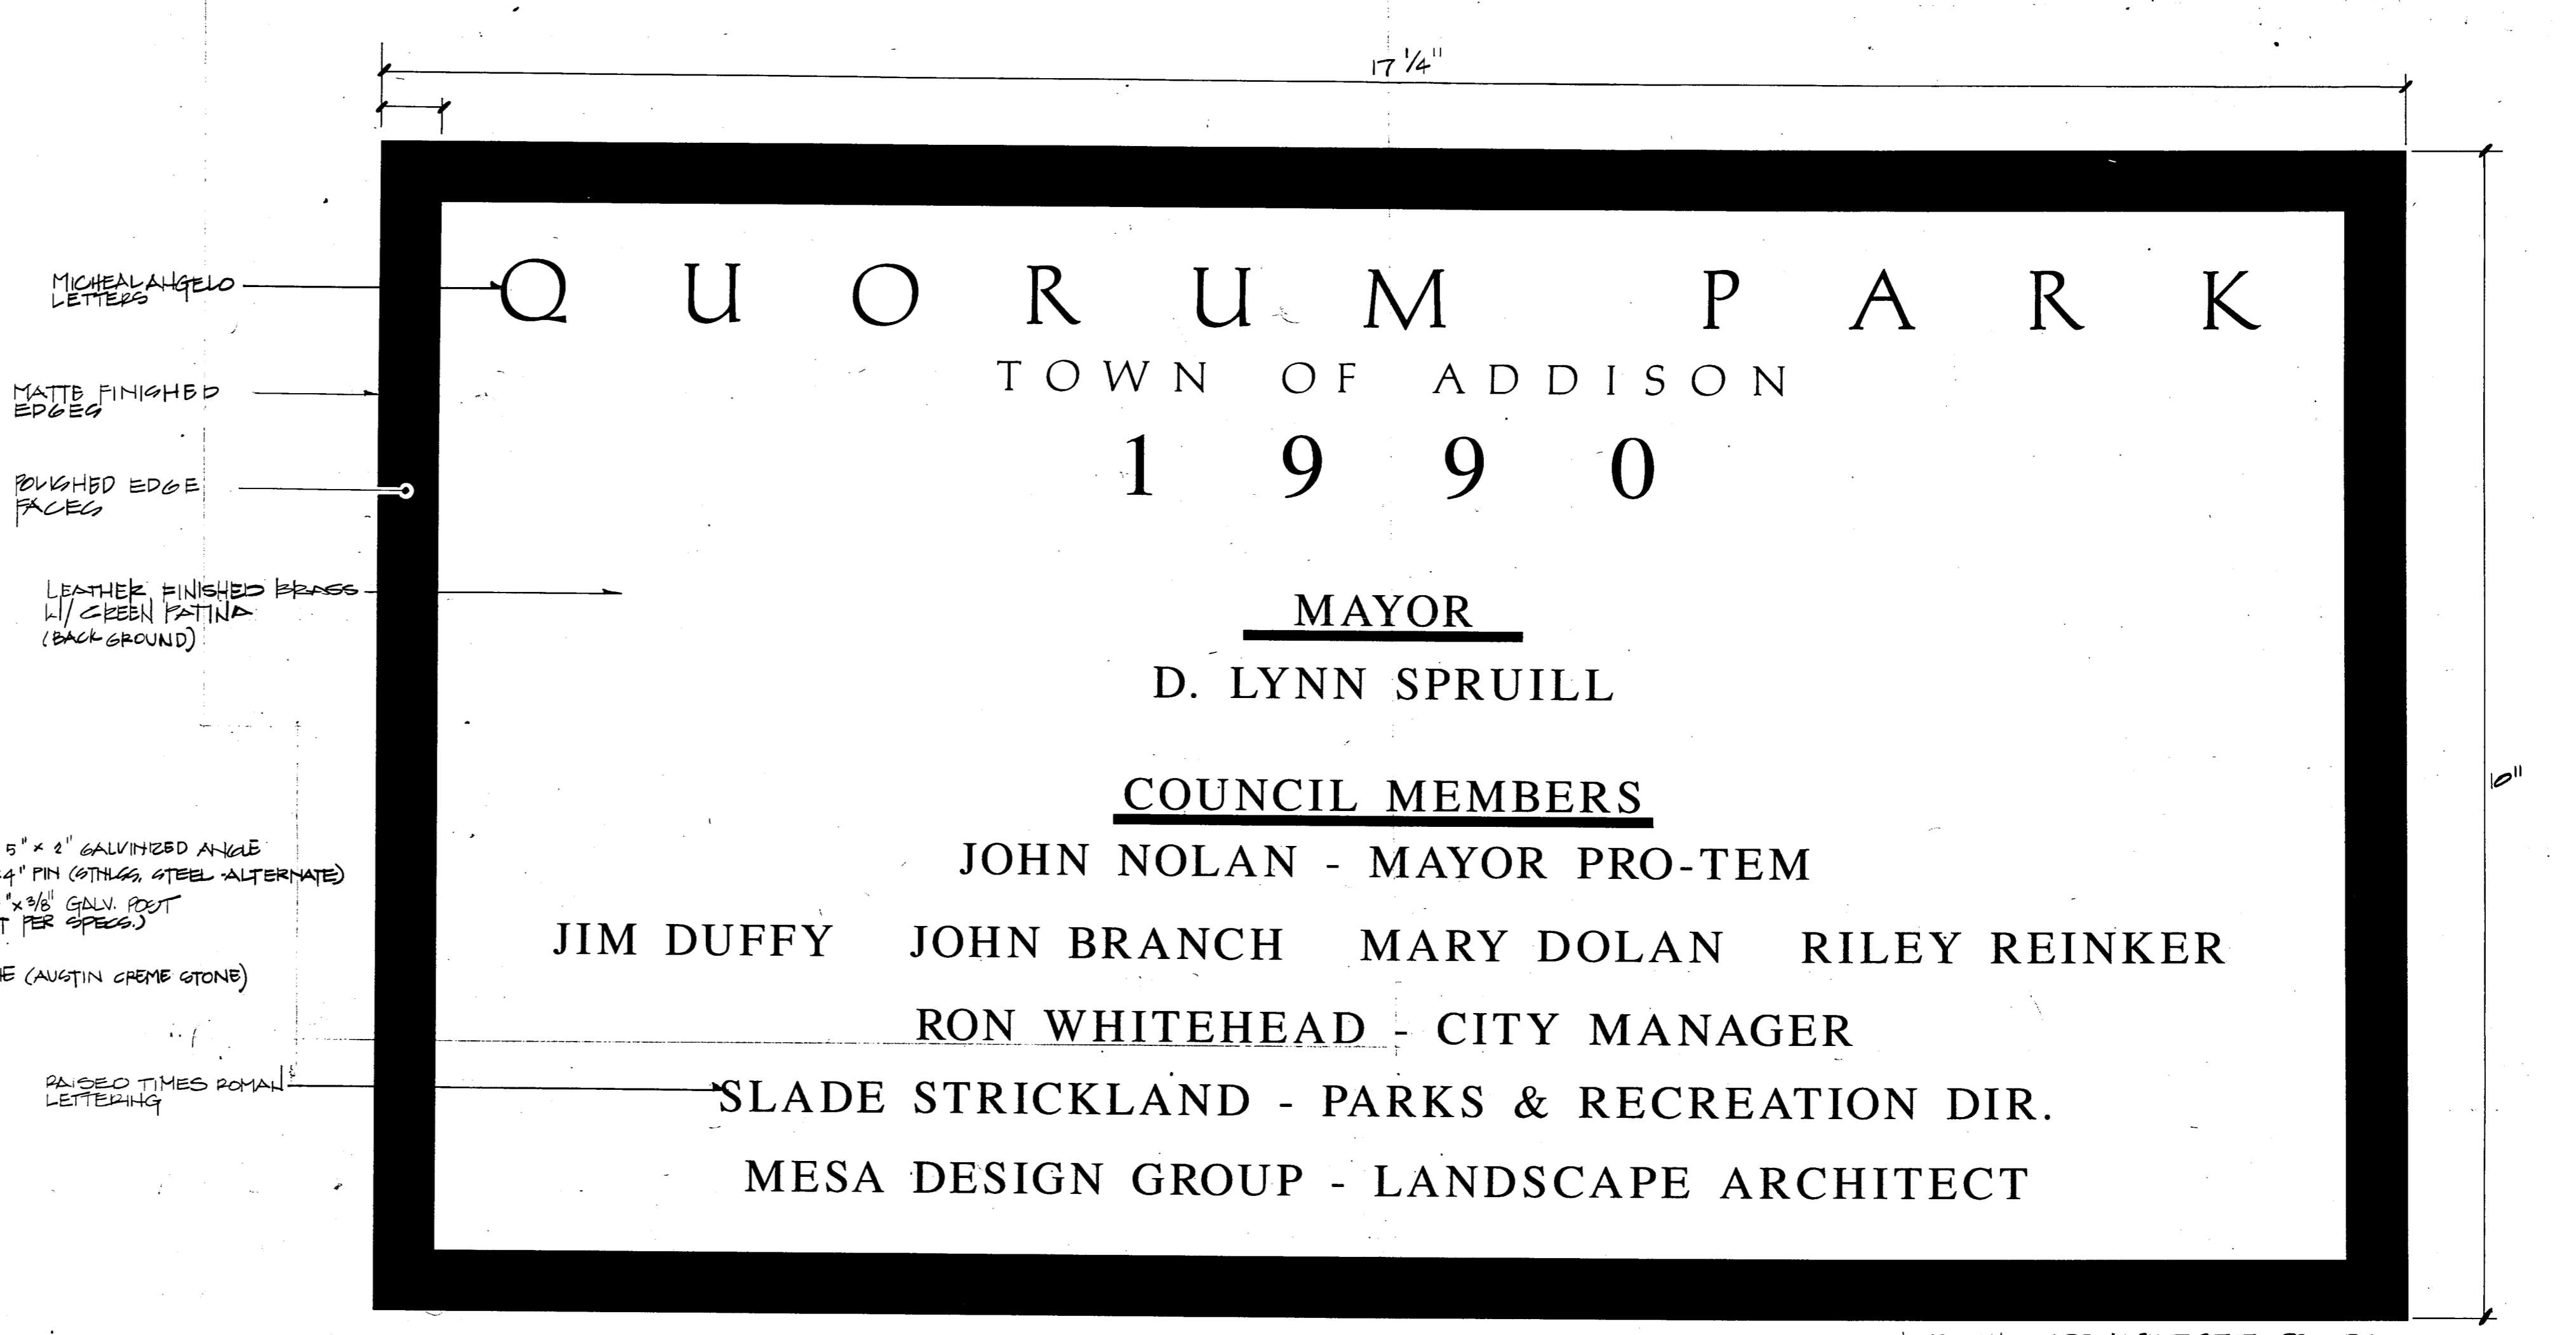 17 1/4"
MICHEALANGELO
LETTERS
QUORUM PARK
TOWN OF ADDISON
MATTE FINISHED
EDGES
1990
POLISHED EDGE
FACES
LEATHER FINISHED BRASS
W/ GREEN PATINA
(BACKGROUND)
MAYOR
D. LYNN SPRUILL
10"
COUNCIL MEMBERS
JOHN NOLAN - MAYOR PRO-TEM
5" x 2" GALVINIZED ANGLE
4" PIN (STNLSS. STEEL -ALTERNATE)
" x 3/8" GALV. POST
PER SPECS.)
JIM DUFFY JOHN BRANCH MARY DOLAN RILEY REINKER
(AUSTIN CREME STONE)
RON WHITEHEAD - CITY MANAGER
RAISED TIMES ROMAN
LETTERING
SLADE STRICKLAND - PARKS & RECREATION DIR.
MESA DESIGN GROUP - LANDSCAPE ARCHITECT